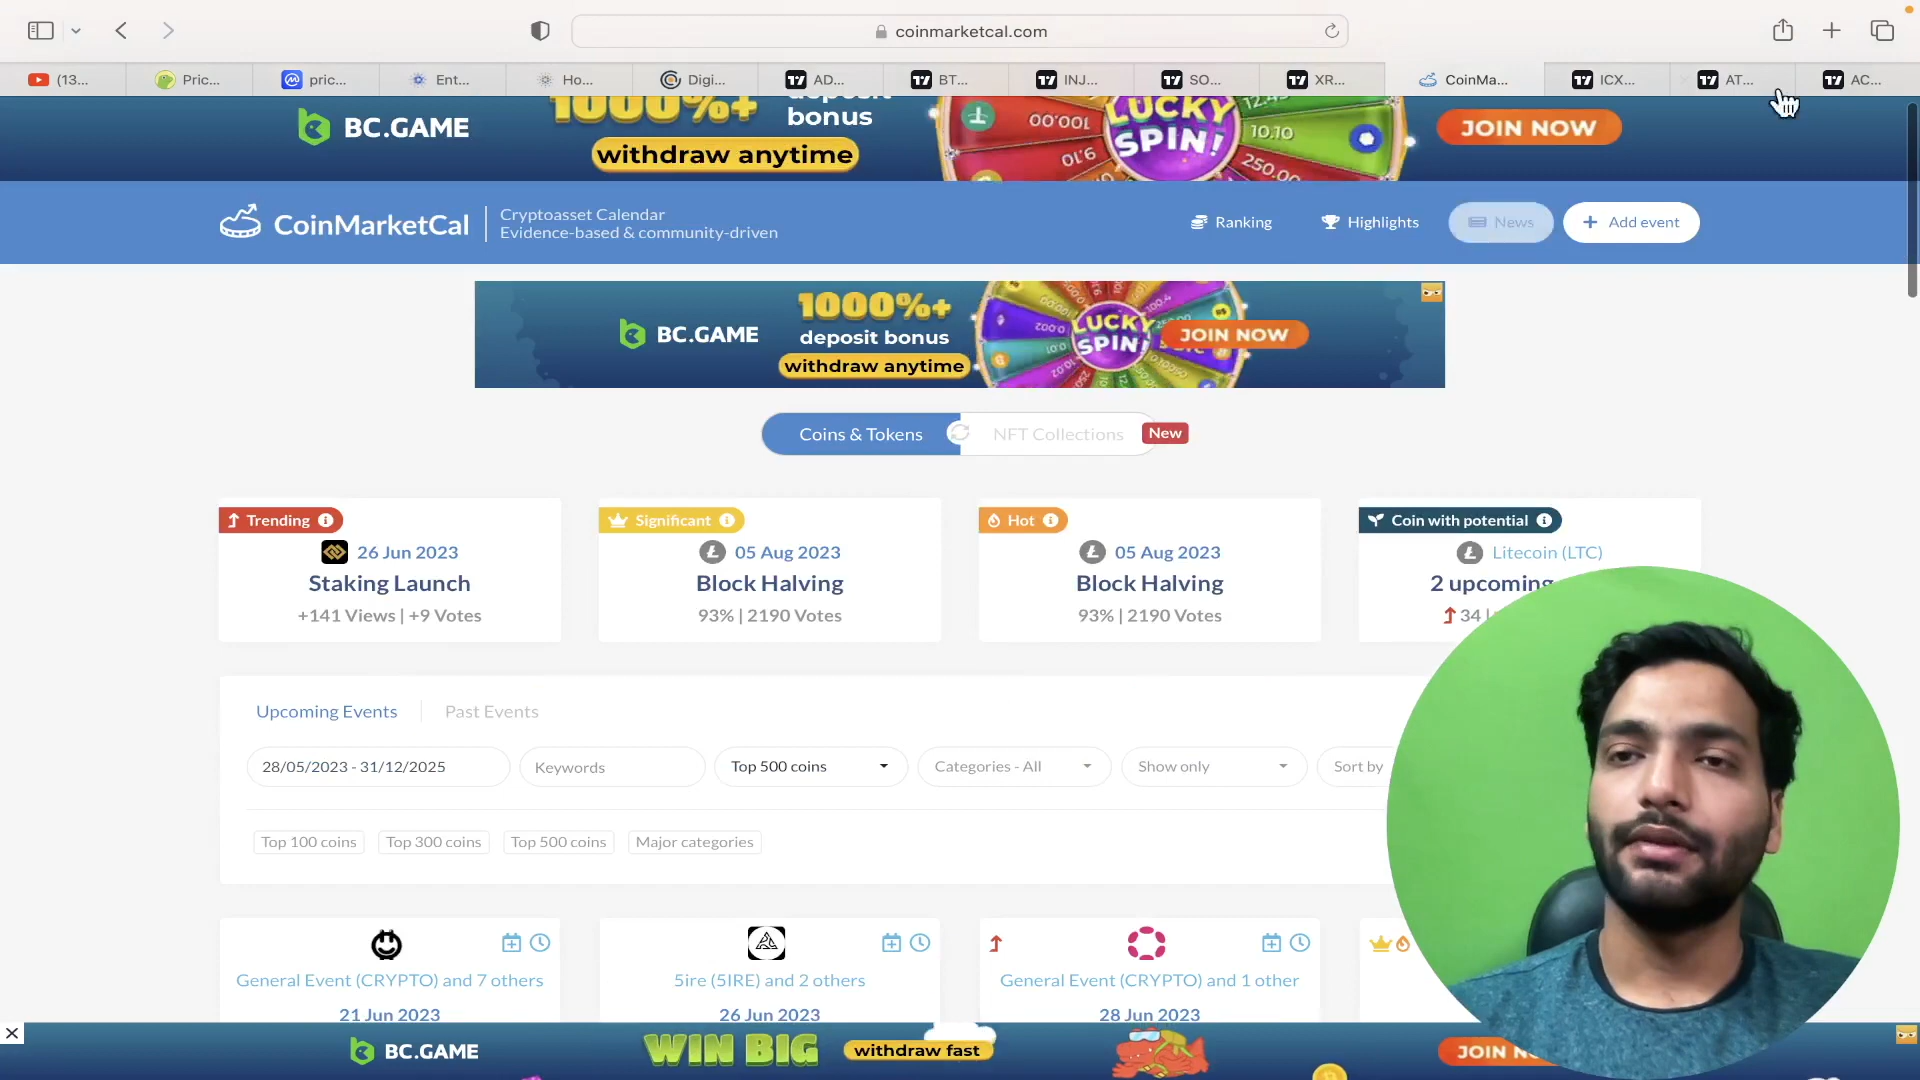 coinmarketcal.com
(13...
Pric...
pric...
Ent...
Ho...
Digi...
AD...
BT...
INJ...
SO...
XR...
CoinMa...
ICX...
AT...
AC...
BC.GAME
1000%+
deposit
bonus
withdraw anytime
LUCKY
SPIN!
JOIN NOW
CoinMarketCal
Cryptoasset Calendar
Evidence-based & community-driven
Ranking
Highlights
News
Add event
BC.GAME
1000%+
deposit bonus
withdraw anytime
LUCKY
SPIN!
JOIN NOW
Coins & Tokens
NFT Collections
New
Trending
26 Jun 2023
Staking Launch
+141 Views | +9 Votes
Significant
05 Aug 2023
Block Halving
93% | 2190 Votes
Hot
05 Aug 2023
Block Halving
93% | 2190 Votes
Coin with potential
Litecoin (LTC)
2 upcoming
34 |
Upcoming Events
Past Events
28/05/2023 - 31/12/2025
Keywords
Top 500 coins
Categories - All
Show only
Sort by
Top 100 coins
Top 300 coins
Top 500 coins
Major categories
General Event (CRYPTO) and 7 others
21 Jun 2023
5ire (5IRE) and 2 others
26 Jun 2023
General Event (CRYPTO) and 1 other
28 Jun 2023
BC.GAME
WIN BIG
withdraw fast
JOIN